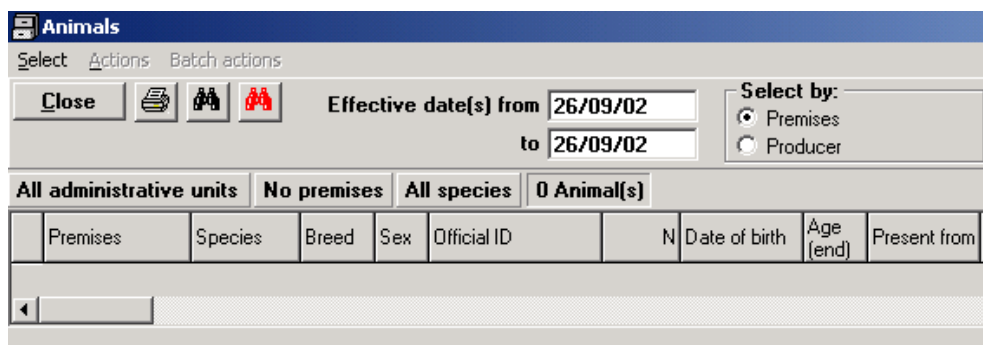 Animals
Select Actions Batch actions
Close Effective date(s) from 26/09/02 Select by:
Premises
to 26/09/02 Producer
All administrative units No premises All species 0 Animal(s)
Premises Species Breed Sex Official ID N Date of birth Age (end) Present from